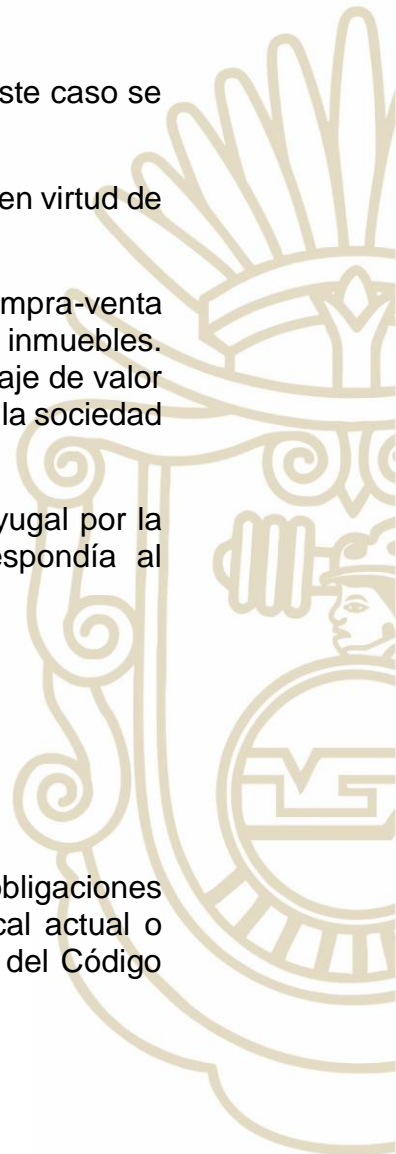 ste caso se
en virtud de
mpra-venta
inmuebles.
aje de valor
la sociedad
yugal por la
espondía al
obligaciones
cal actual o
del Código